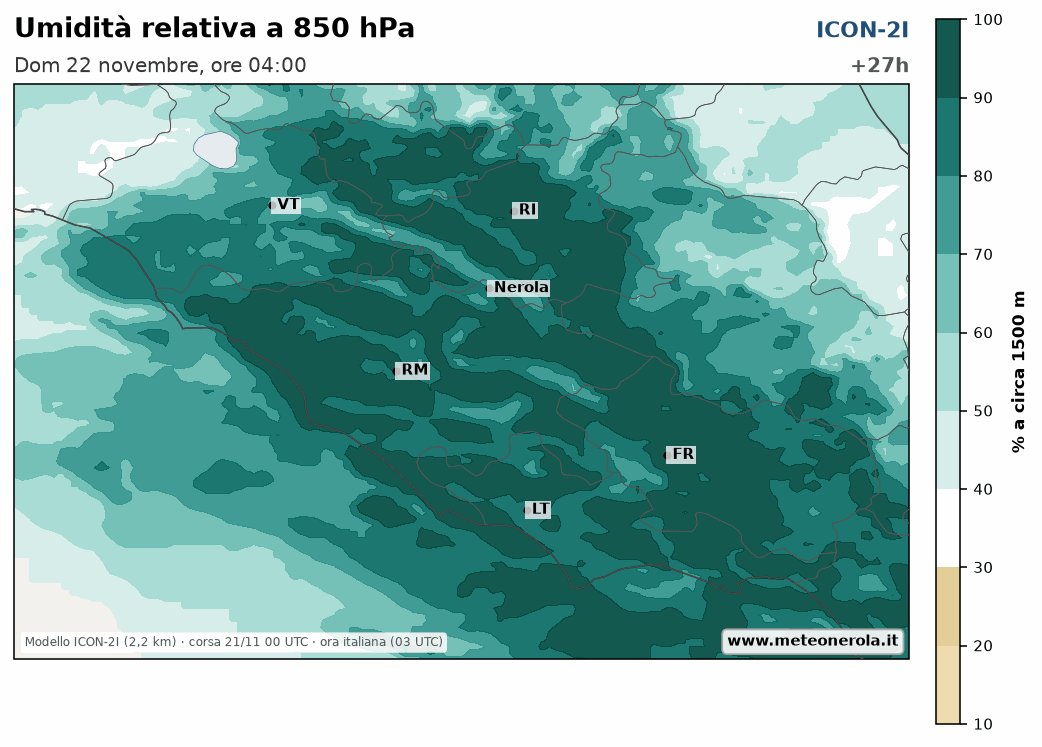 Umidità relativa a 850 hPa
ICON-2I
Dom 22 novembre, ore 04:00
+27h
VT
RI
Nerola
RM
FR
LT
Modello ICON-2I (2,2 km) · corsa 21/11 00 UTC · ora italiana (03 UTC)
www.meteonerola.it
100
90
80
70
60
50
40
30
20
10
% a circa 1500 m